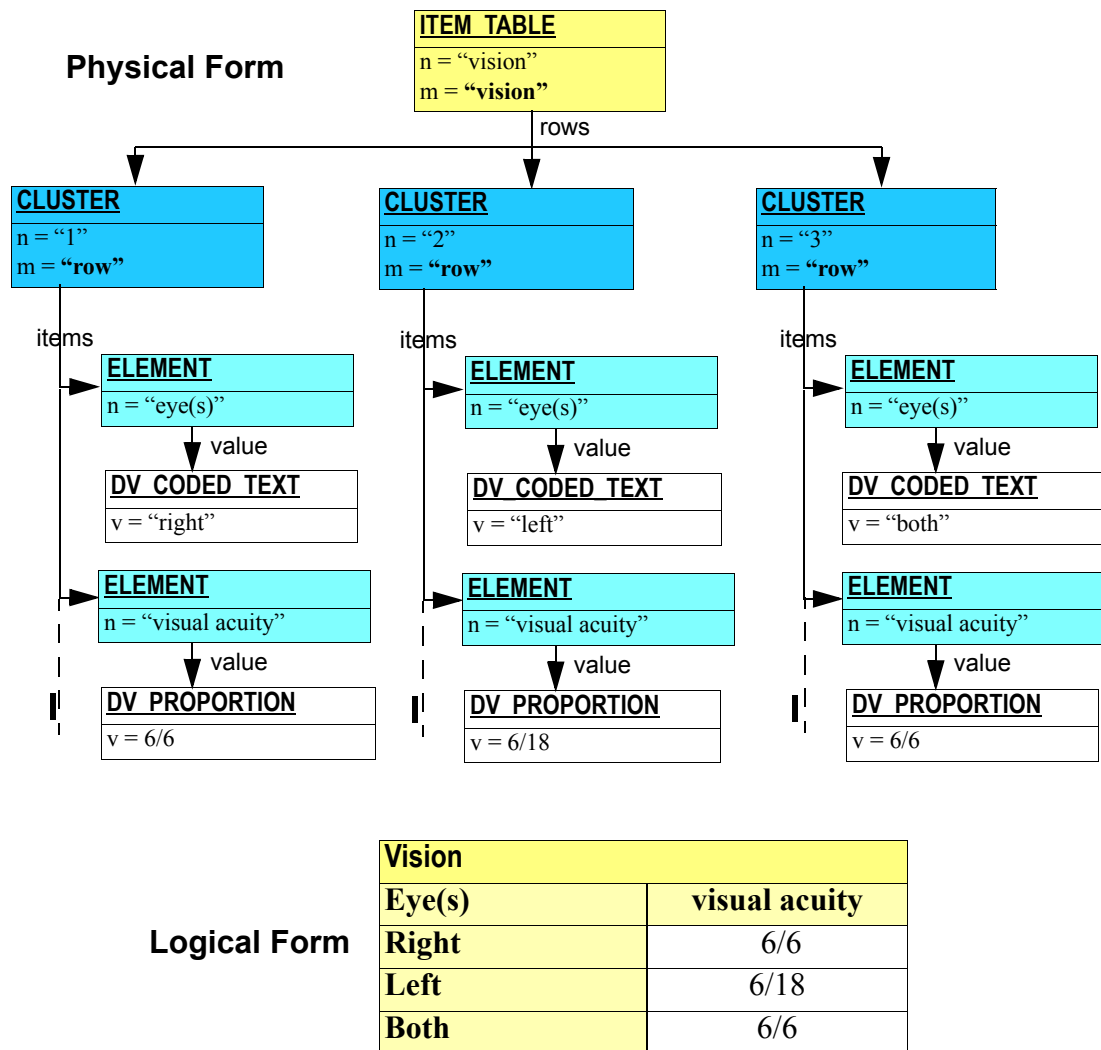 Physical Form
ITEM_TABLE
n = “vision”
m = “vision”
rows
CLUSTER
n = “1”
m = “row”
CLUSTER
n = “2”
m = “row”
CLUSTER
n = “3”
m = “row”
items
items
items
ELEMENT
n = “eye(s)”
value
DV_CODED_TEXT
v = “right”
ELEMENT
n = “visual acuity”
value
DV_PROPORTION
v = 6/6
ELEMENT
n = “eye(s)”
value
DV_CODED_TEXT
v = “left”
ELEMENT
n = “visual acuity”
value
DV_PROPORTION
v = 6/18
ELEMENT
n = “eye(s)”
value
DV_CODED_TEXT
v = “both”
ELEMENT
n = “visual acuity”
value
DV_PROPORTION
v = 6/6
Logical Form
Vision
Eye(s) visual acuity
Right 6/6
Left 6/18
Both 6/6